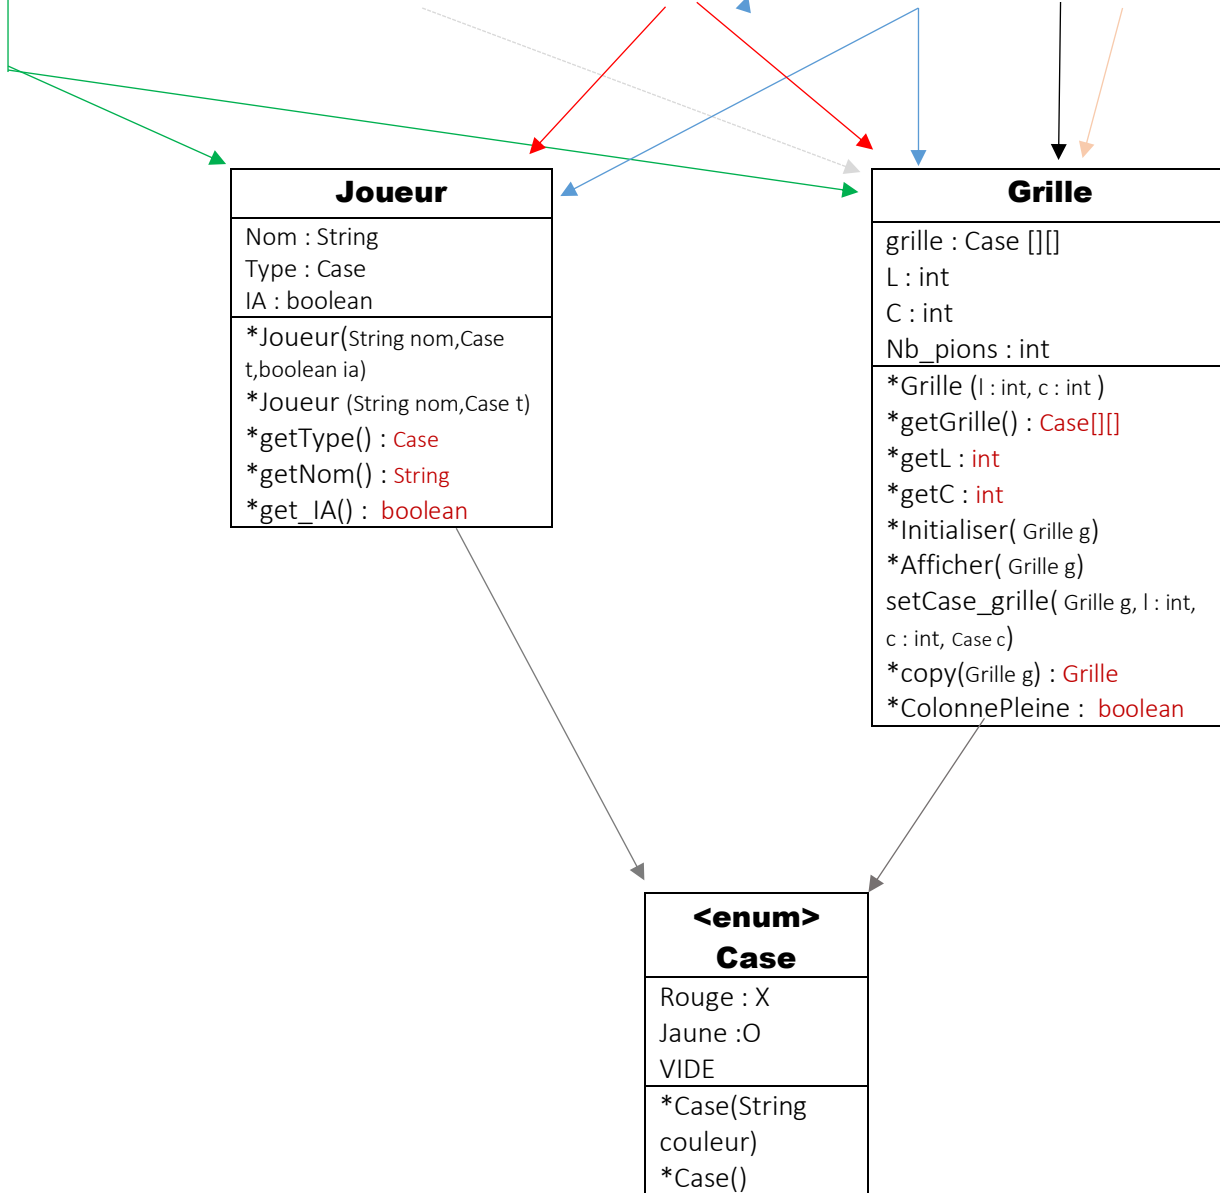 Joueur
Nom : String
Type : Case
IA : boolean
*Joueur(String nom,Case
t,boolean ia)
*Joueur (String nom,Case t)
*getType() : Case
*getNom() : String
*get_IA() : boolean
Grille
grille : Case [][]
L : int
C : int
Nb_pions : int
*Grille (l : int, c : int )
*getGrille() : Case[][]
*getL : int
*getC : int
*Initialiser( Grille g)
*Afficher( Grille g)
setCase_grille( Grille g, l : int,
c : int, Case c)
*copy(Grille g) : Grille
*ColonnePleine : boolean
<enum>
Case
Rouge : X
Jaune :O
VIDE
*Case(String
couleur)
*Case()